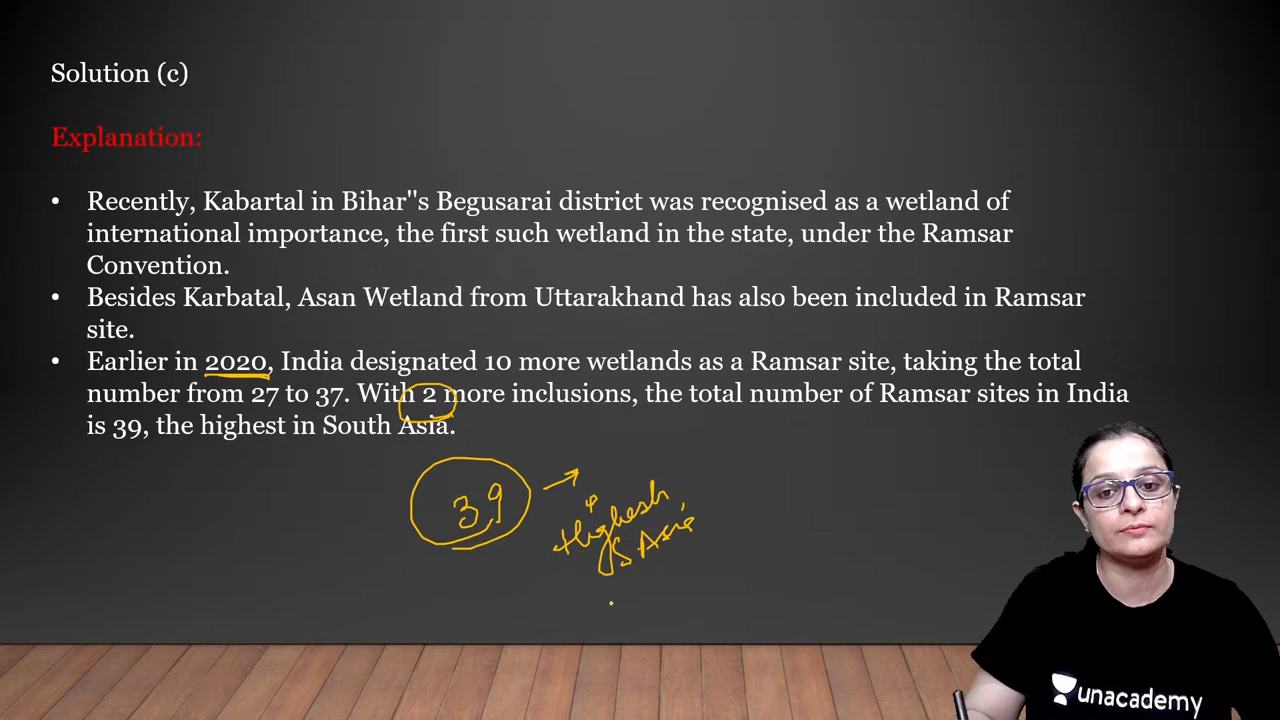 Solution (c)
Explanation:
• Recently, Kabartal in Bihar"s Begusarai district was recognised as a wetland of
international importance, the first such wetland in the state, under the Ramsar
Convention.
• Besides Karbatal, Asan Wetland from Uttarakhand has also been included in Ramsar
site.
• Earlier in 2020, India designated 10 more wetlands as a Ramsar site, taking the total
number from 27 to 37. With 2 more inclusions, the total number of Ramsar sites in India
is 39, the highest in South Asia.
39 →
Highest
S. Asia
unacademy